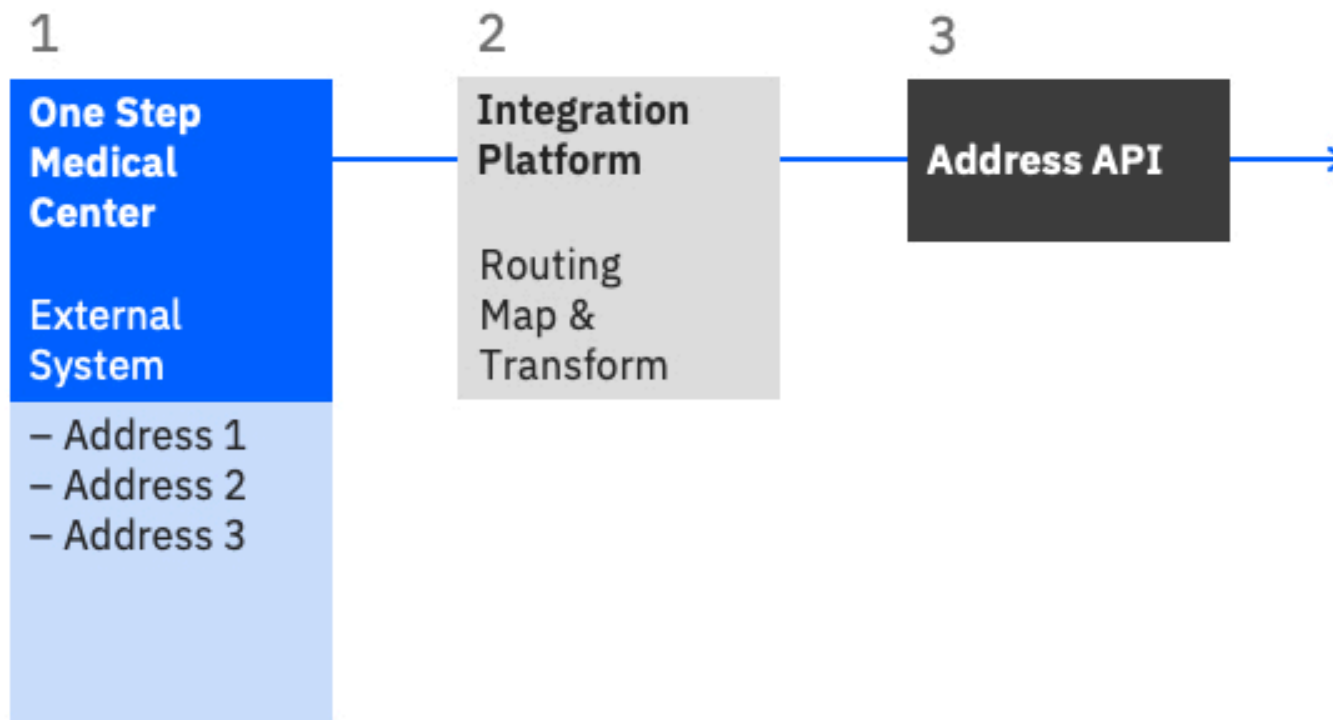 1
One Step
Medical
Center
External
System
– Address 1
– Address 2
– Address 3
2
Integration
Platform
Routing
Map &
Transform
3
Address API